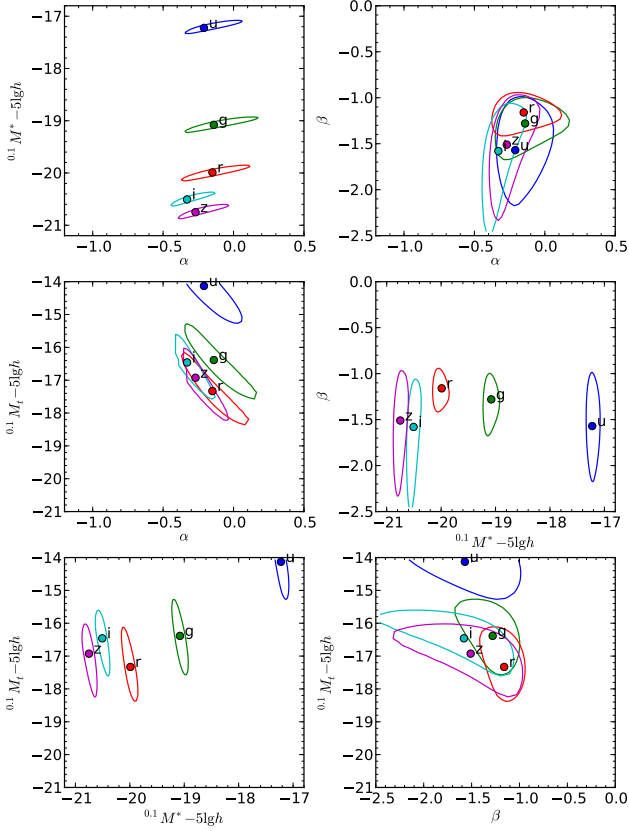 −17
−18
−19
−20
−21
−1.0 −0.5 0.0 0.5
α
0.1M* −5lgh
u
g
r
i
z
0.0
−0.5
−1.0
−1.5
−2.0
−2.5
−1.0 −0.5 0.0 0.5
α
β
r
g
z
i
u
−14
−15
−16
−17
−18
−19
−20
−21
−1.0 −0.5 0.0 0.5
α
0.1Mt −5lgh
u
g
i
z
r
0.0
−0.5
−1.0
−1.5
−2.0
−2.5
−21 −20 −19 −18 −17
0.1M* −5lgh
β
r
g
z
i
u
−14
−15
−16
−17
−18
−19
−20
−21
−21 −20 −19 −18 −17
0.1M* −5lgh
0.1Mt −5lgh
u
g
i
z
r
−14
−15
−16
−17
−18
−19
−20
−21
−2.5 −2.0 −1.5 −1.0 −0.5 0.0
β
0.1Mt −5lgh
u
g
i
z
r